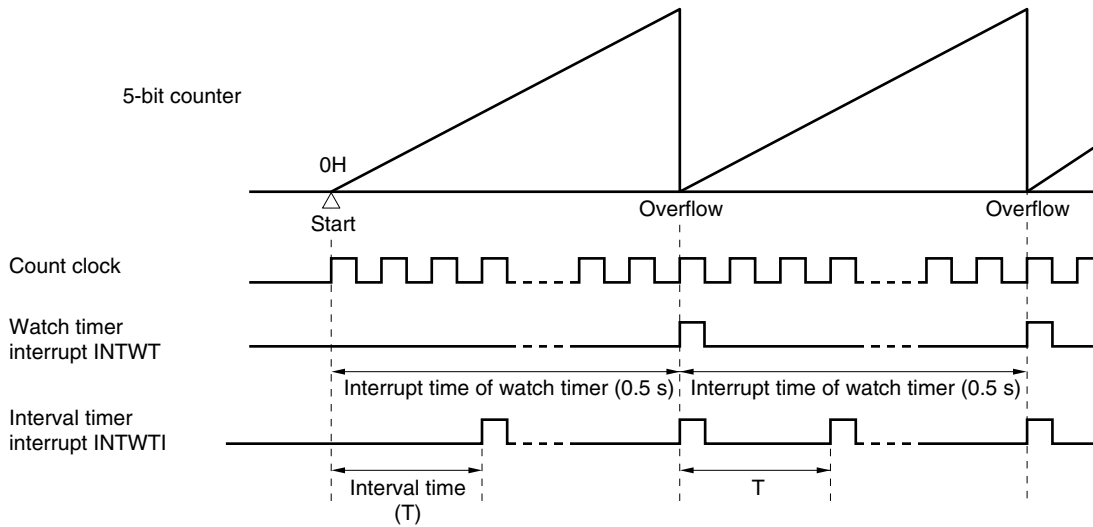 5-bit counter
0H
Start
Overflow
Overflow
Count clock
Watch timer
interrupt INTWT
Interrupt time of watch timer (0.5 s)
Interrupt time of watch timer (0.5 s)
Interval timer
interrupt INTWTI
Interval time
(T)
T